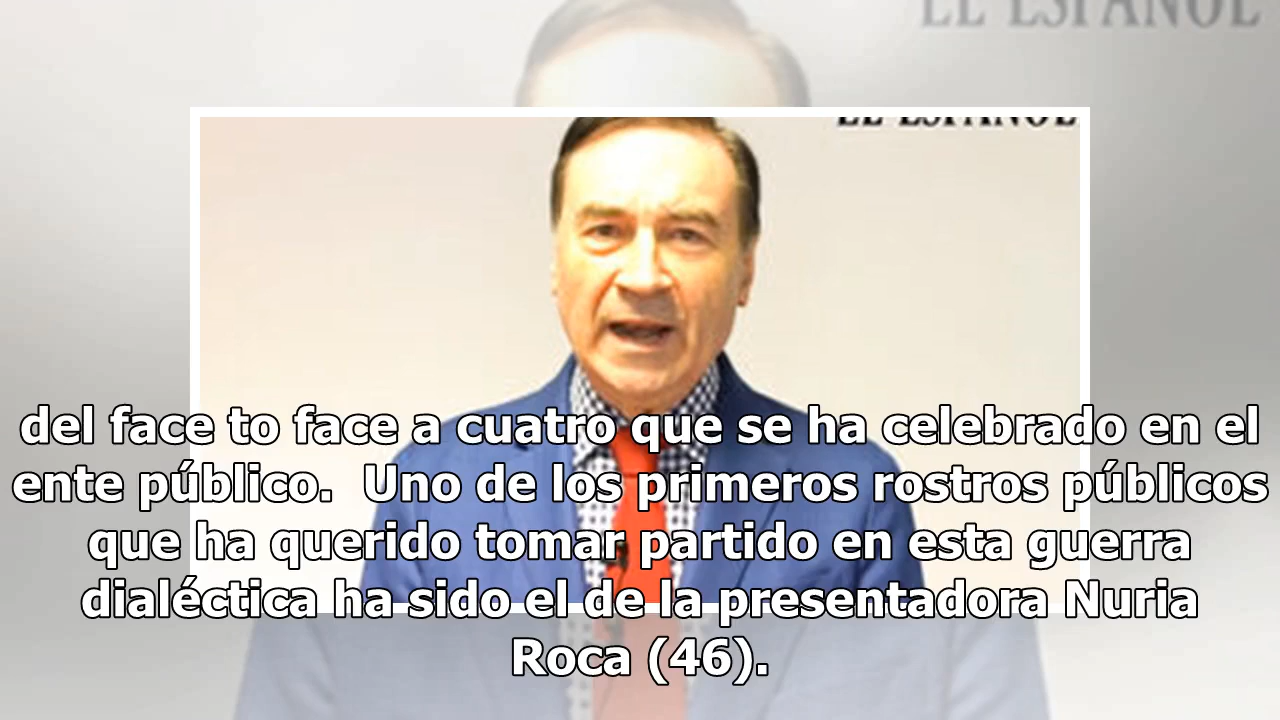 EL ESPAÑOL
EL ESPAÑOL
del face to face a cuatro que se ha celebrado en el
ente público.  Uno de los primeros rostros públicos
que ha querido tomar partido en esta guerra
dialéctica ha sido el de la presentadora Nuria
Roca (46).